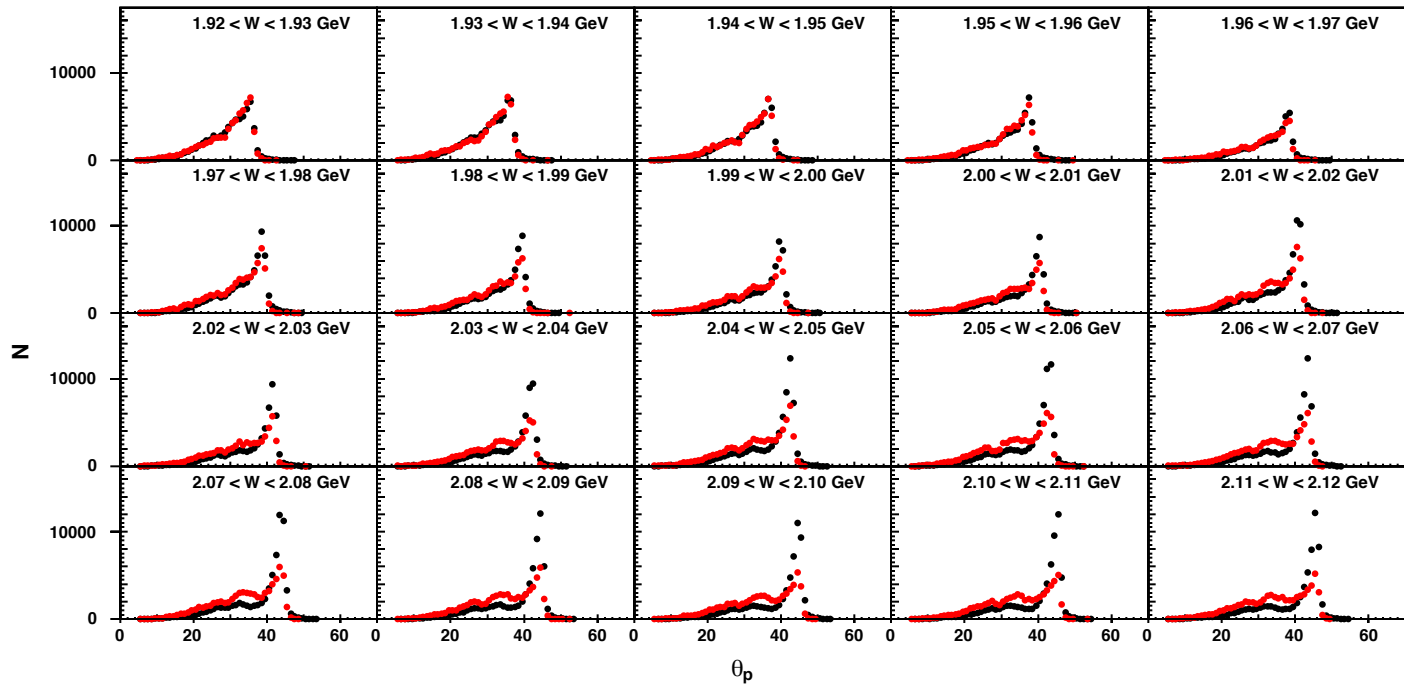 1.92 < W < 1.93 GeV 1.93 < W < 1.94 GeV 1.94 < W < 1.95 GeV 1.95 < W < 1.96 GeV 1.96 < W < 1.97 GeV
10000
0
1.97 < W < 1.98 GeV 1.98 < W < 1.99 GeV 1.99 < W < 2.00 GeV 2.00 < W < 2.01 GeV 2.01 < W < 2.02 GeV
10000
0
2.02 < W < 2.03 GeV 2.03 < W < 2.04 GeV 2.04 < W < 2.05 GeV 2.05 < W < 2.06 GeV 2.06 < W < 2.07 GeV
N
10000
0
2.07 < W < 2.08 GeV 2.08 < W < 2.09 GeV 2.09 < W < 2.10 GeV 2.10 < W < 2.11 GeV 2.11 < W < 2.12 GeV
10000
0
0 20 40 60 0 20 40 60 0 20 40 60 0 20 40 60 0 20 40 60
θp